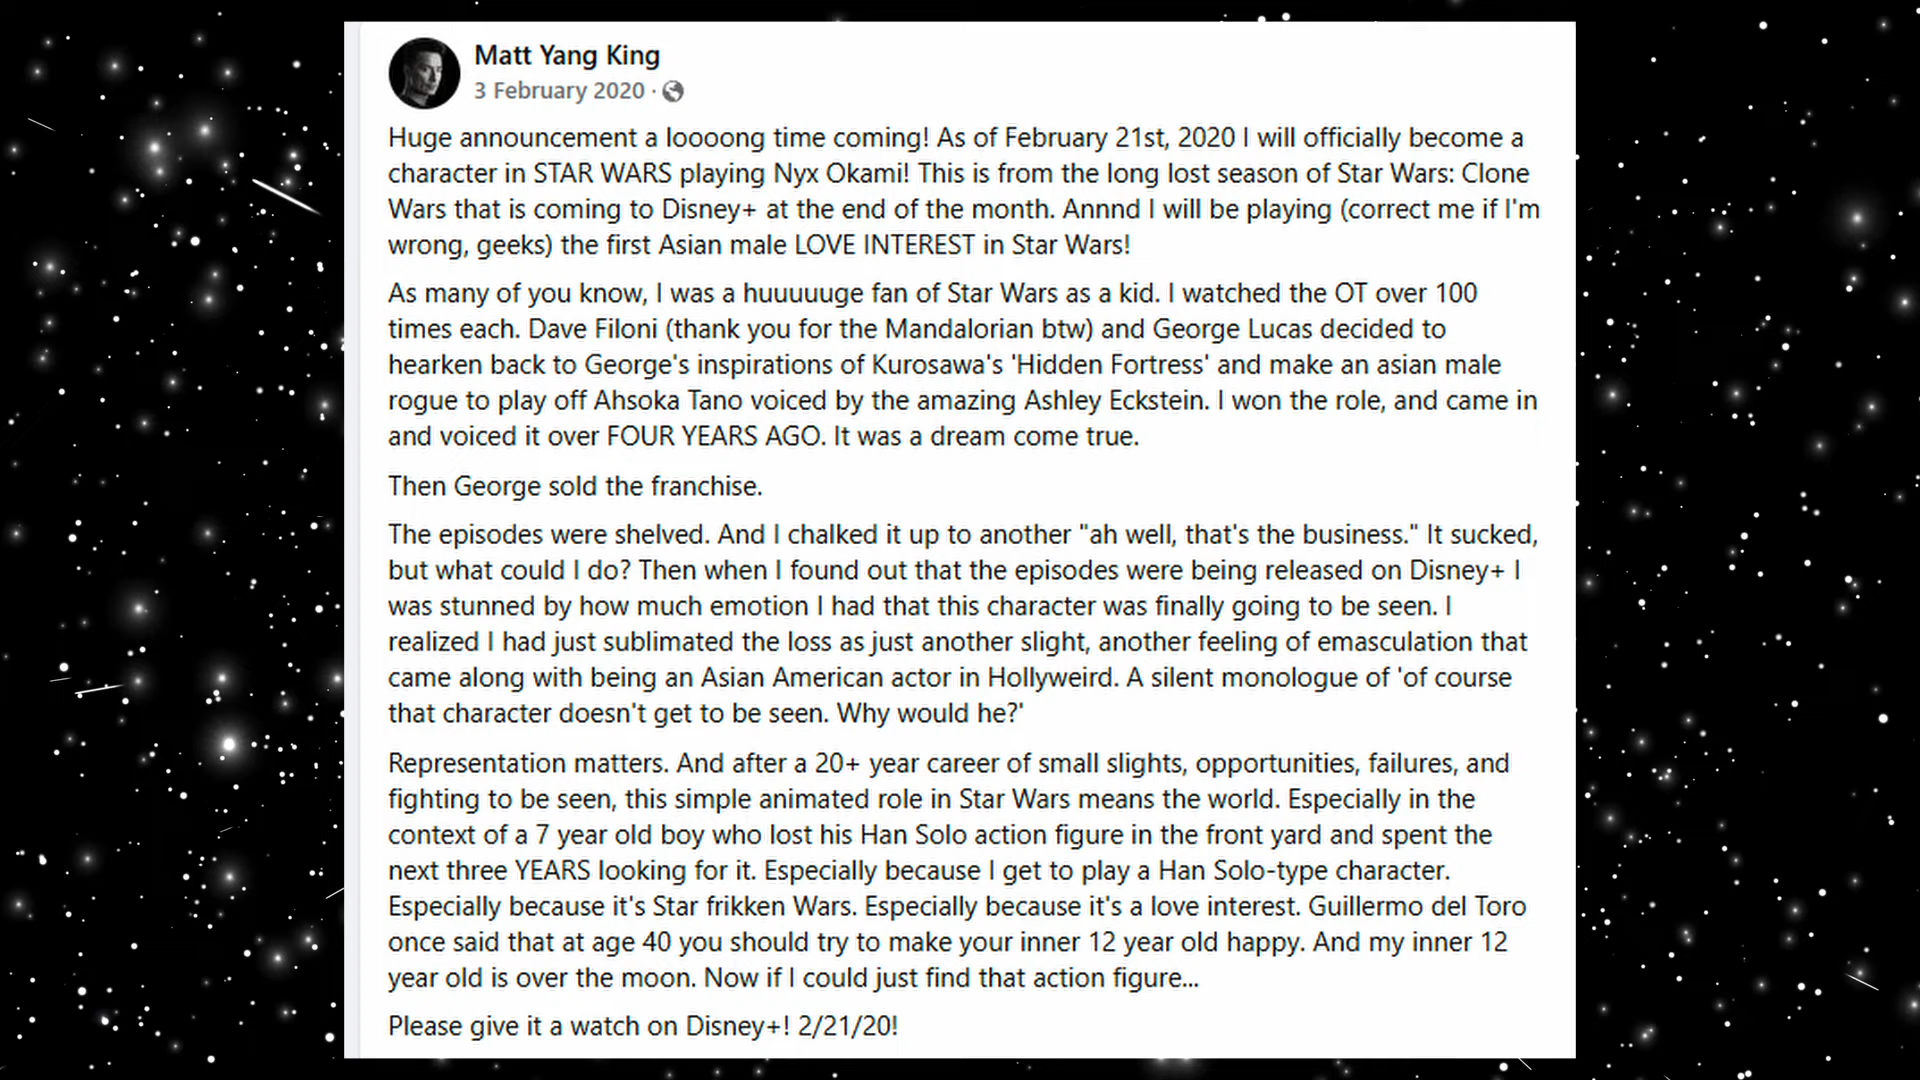 Matt Yang King
3 February 2020 ·
Huge announcement a loooong time coming! As of February 21st, 2020 I will officially become a
character in STAR WARS playing Nyx Okami! This is from the long lost season of Star Wars: Clone
Wars that is coming to Disney+ at the end of the month. Annnd I will be playing (correct me if I'm
wrong, geeks) the first Asian male LOVE INTEREST in Star Wars!
As many of you know, I was a huuuuuge fan of Star Wars as a kid. I watched the OT over 100
times each. Dave Filoni (thank you for the Mandalorian btw) and George Lucas decided to
hearken back to George's inspirations of Kurosawa's 'Hidden Fortress' and make an asian male
rogue to play off Ahsoka Tano voiced by the amazing Ashley Eckstein. I won the role, and came in
and voiced it over FOUR YEARS AGO. It was a dream come true.
Then George sold the franchise.
The episodes were shelved. And I chalked it up to another "ah well, that's the business." It sucked,
but what could I do? Then when I found out that the episodes were being released on Disney+ I
was stunned by how much emotion I had that this character was finally going to be seen. I
realized I had just sublimated the loss as just another slight, another feeling of emasculation that
came along with being an Asian American actor in Hollyweird. A silent monologue of 'of course
that character doesn't get to be seen. Why would he?'
Representation matters. And after a 20+ year career of small slights, opportunities, failures, and
fighting to be seen, this simple animated role in Star Wars means the world. Especially in the
context of a 7 year old boy who lost his Han Solo action figure in the front yard and spent the
next three YEARS looking for it. Especially because I get to play a Han Solo-type character.
Especially because it's Star frikken Wars. Especially because it's a love interest. Guillermo del Toro
once said that at age 40 you should try to make your inner 12 year old happy. And my inner 12
year old is over the moon. Now if I could just find that action figure...
Please give it a watch on Disney+! 2/21/20!